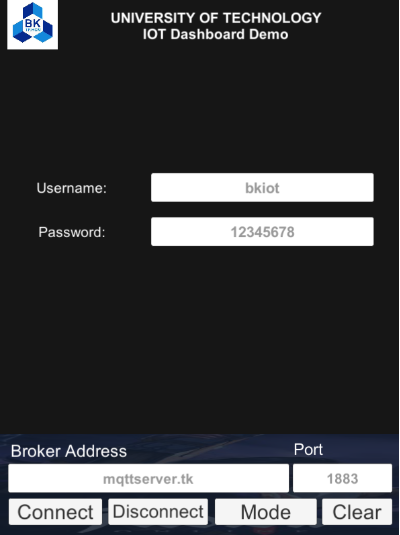 BK
TP.HCM
UNIVERSITY OF TECHNOLOGY
IOT Dashboard Demo
Username:
bkiot
Password:
12345678
Broker Address
Port
mqttserver.tk
1883
Connect
Disconnect
Mode
Clear